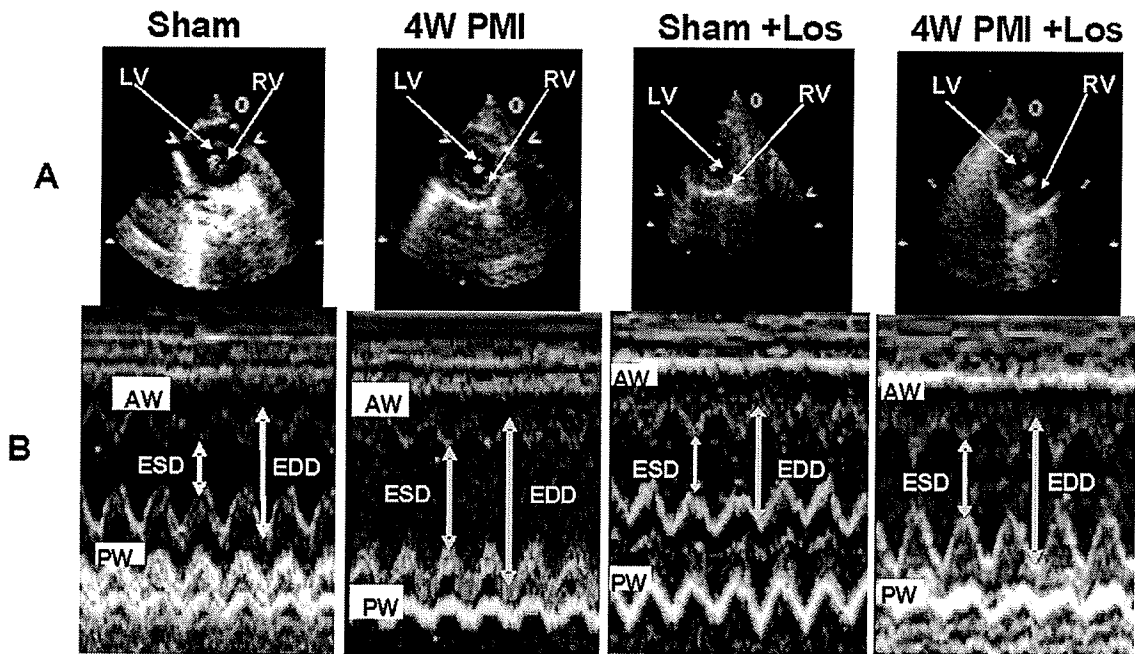 Sham
4W PMI
Sham +Los
4W PMI +Los
A
LV
RV
LV
RV
LV
RV
LV
RV
B
AW
ESD
EDD
PW
AW
ESD
EDD
PW
AW
ESD
EDD
PW
AW
ESD
EDD
PW